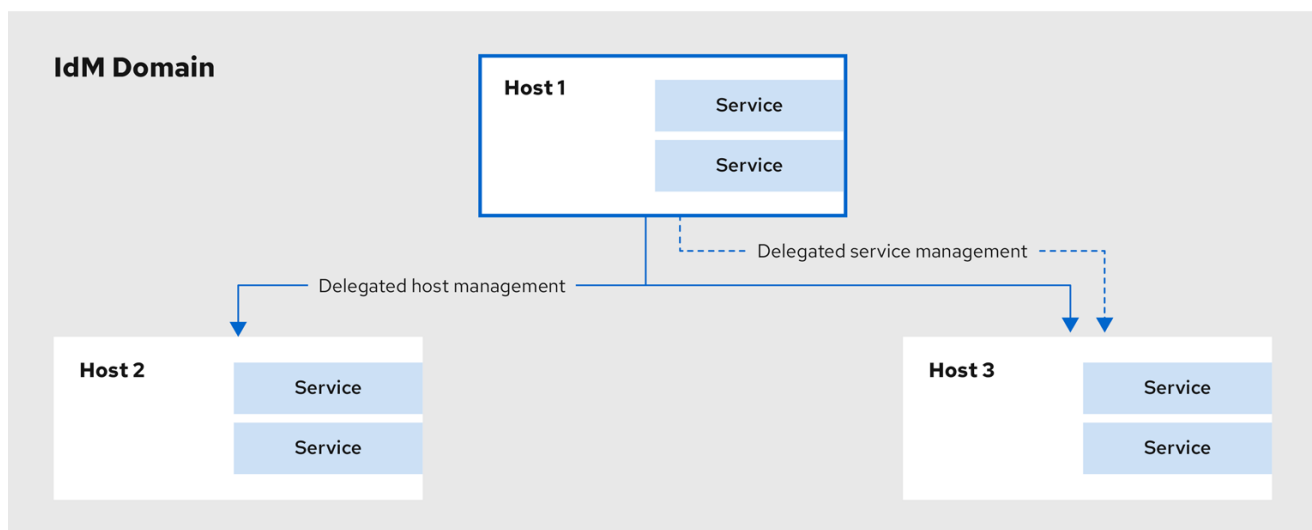 IdM Domain
Host 1
Service
Service
Delegated service management
Delegated host management
Host 2
Service
Service
Host 3
Service
Service